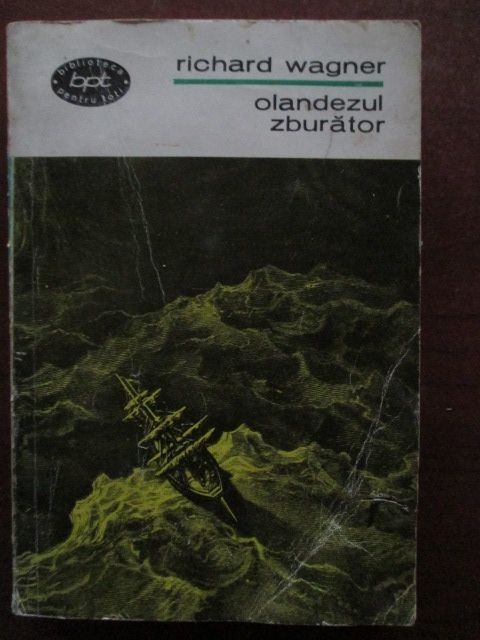 biblioteca
bpt
pentru toți
richard wagner
olandezul
zburător